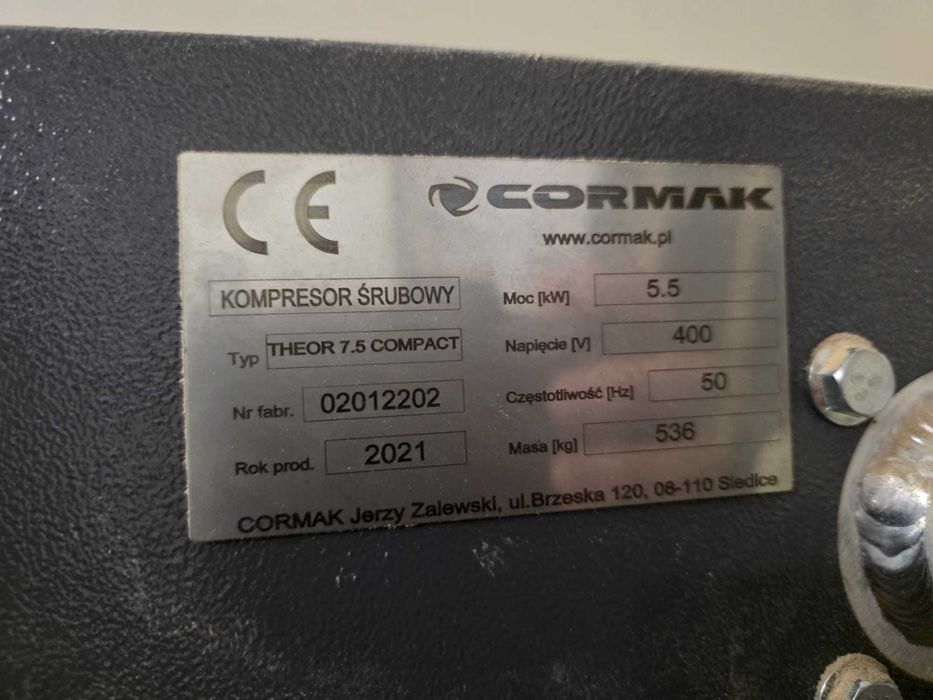 CE
CORMAK
www.cormak.pl
KOMPRESOR ŚRUBOWY
Typ THEOR 7.5 COMPACT
Nr fabr. 02012202
Rok prod. 2021
Moc [kW] 5.5
Napięcie [V] 400
Częstotliwość [Hz] 50
Masa [kg] 536
CORMAK Jerzy Zalewski, ul.Brzeska 120, 08-110 Siedlce